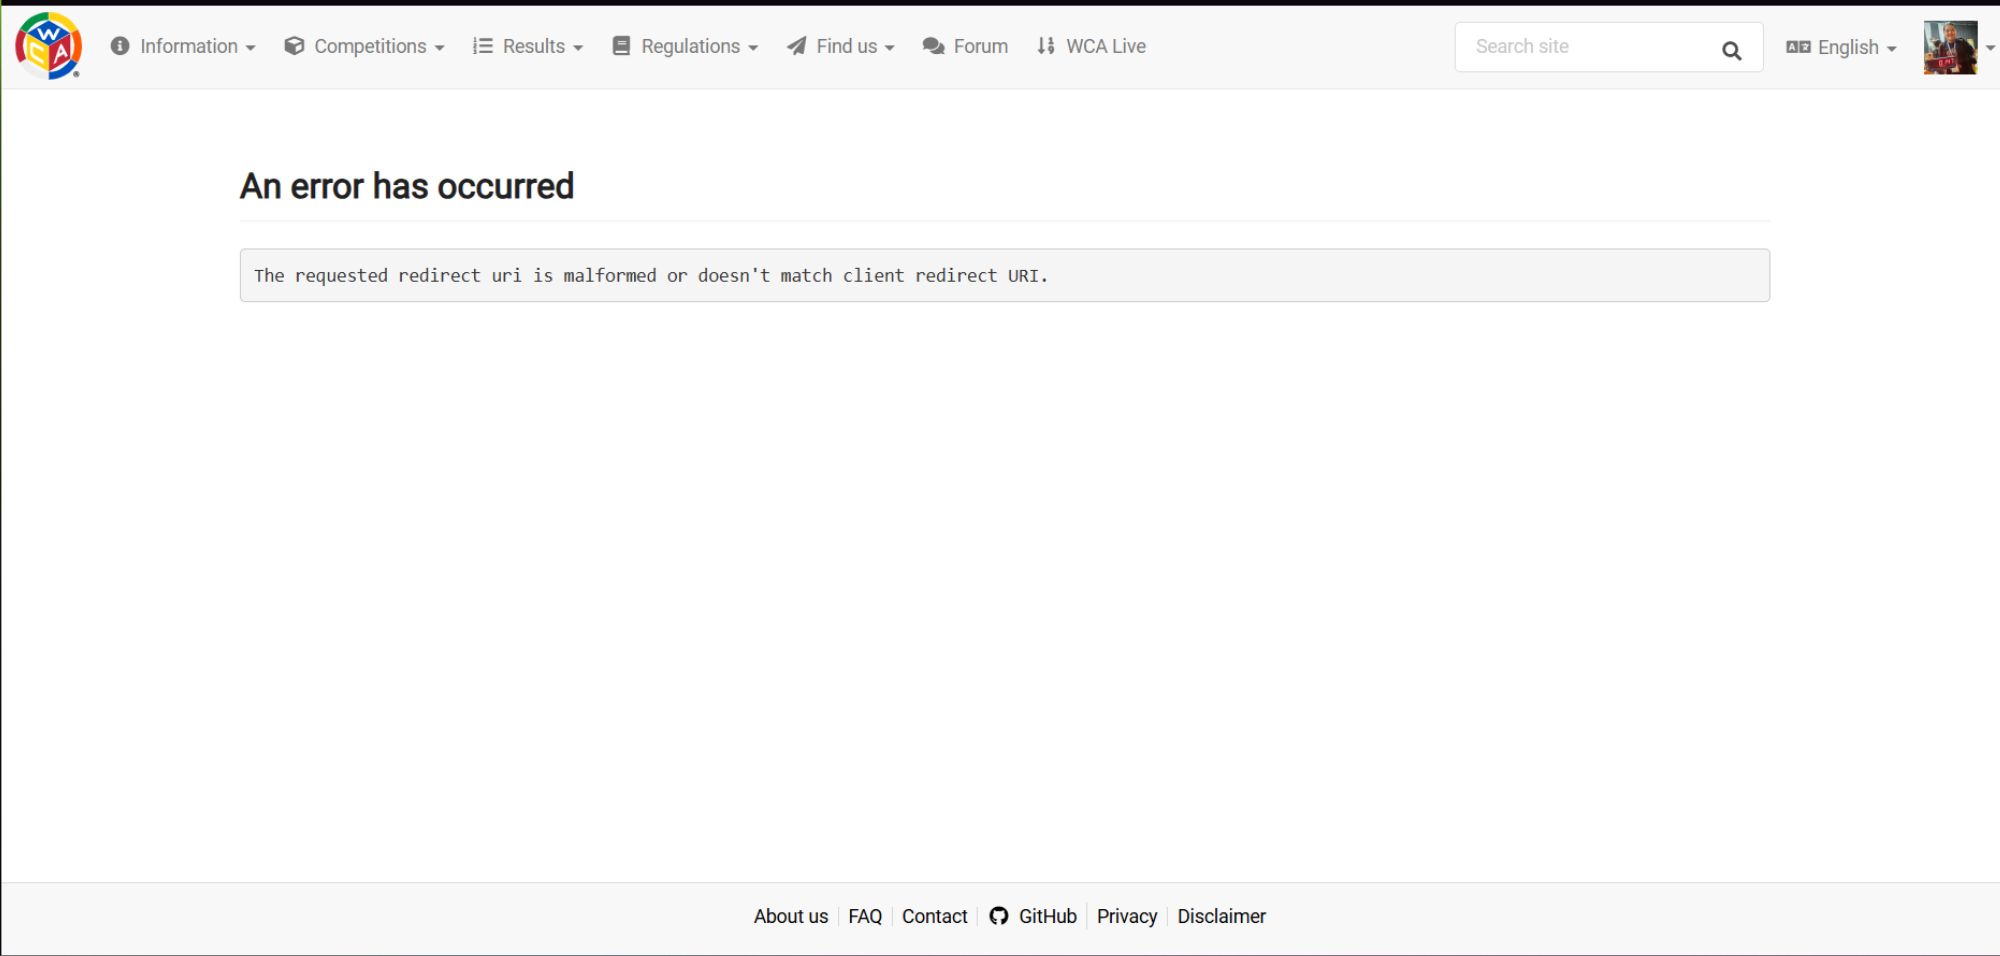 WCA ®
Information Competitions Results Regulations Find us Forum WCA Live Search site English
An error has occurred
The requested redirect uri is malformed or doesn't match client redirect URI.
About us FAQ Contact GitHub Privacy Disclaimer